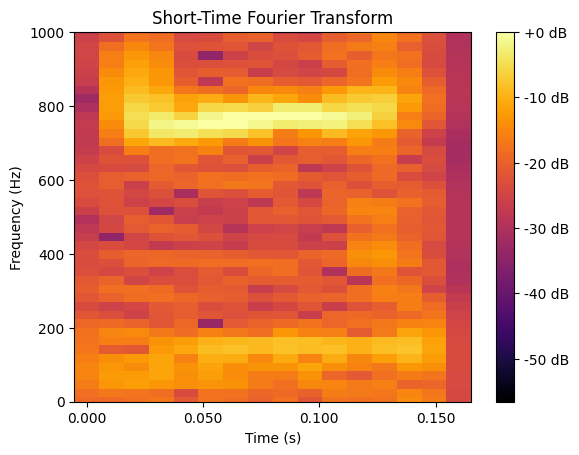 Short-Time Fourier Transform
1000
800
600
400
200
0
Frequency (Hz)
0.000
0.050
0.100
0.150
Time (s)
+0 dB
-10 dB
-20 dB
-30 dB
-40 dB
-50 dB